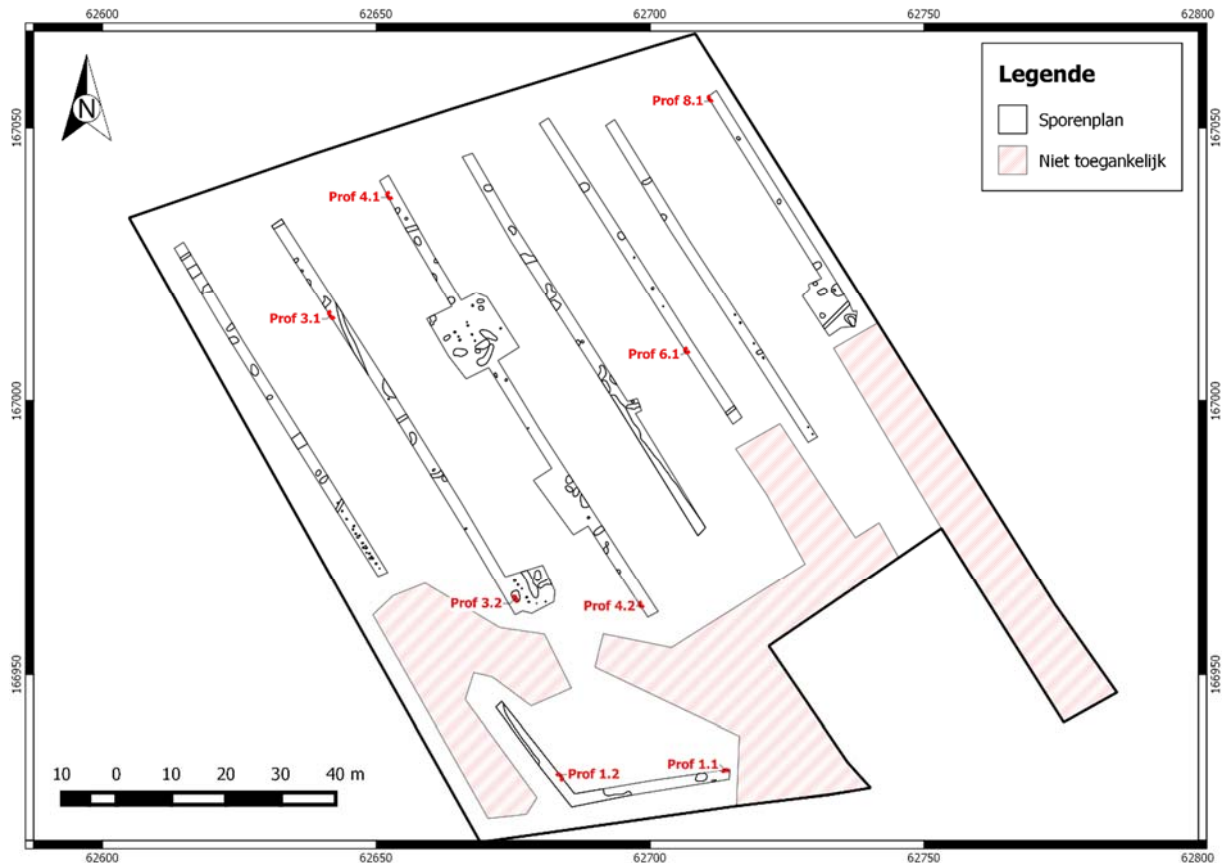 62600 62650 62700 62750 62800
N
Legende
Sporenplan
Niet toegankelijk
167050 167050
Prof 8.1
Prof 4.1
Prof 3.1
Prof 6.1
167000 167000
Prof 3.2
Prof 4.2
166950 166950
Prof 1.2
Prof 1.1
10 0 10 20 30 40 m
62600 62650 62700 62750 62800